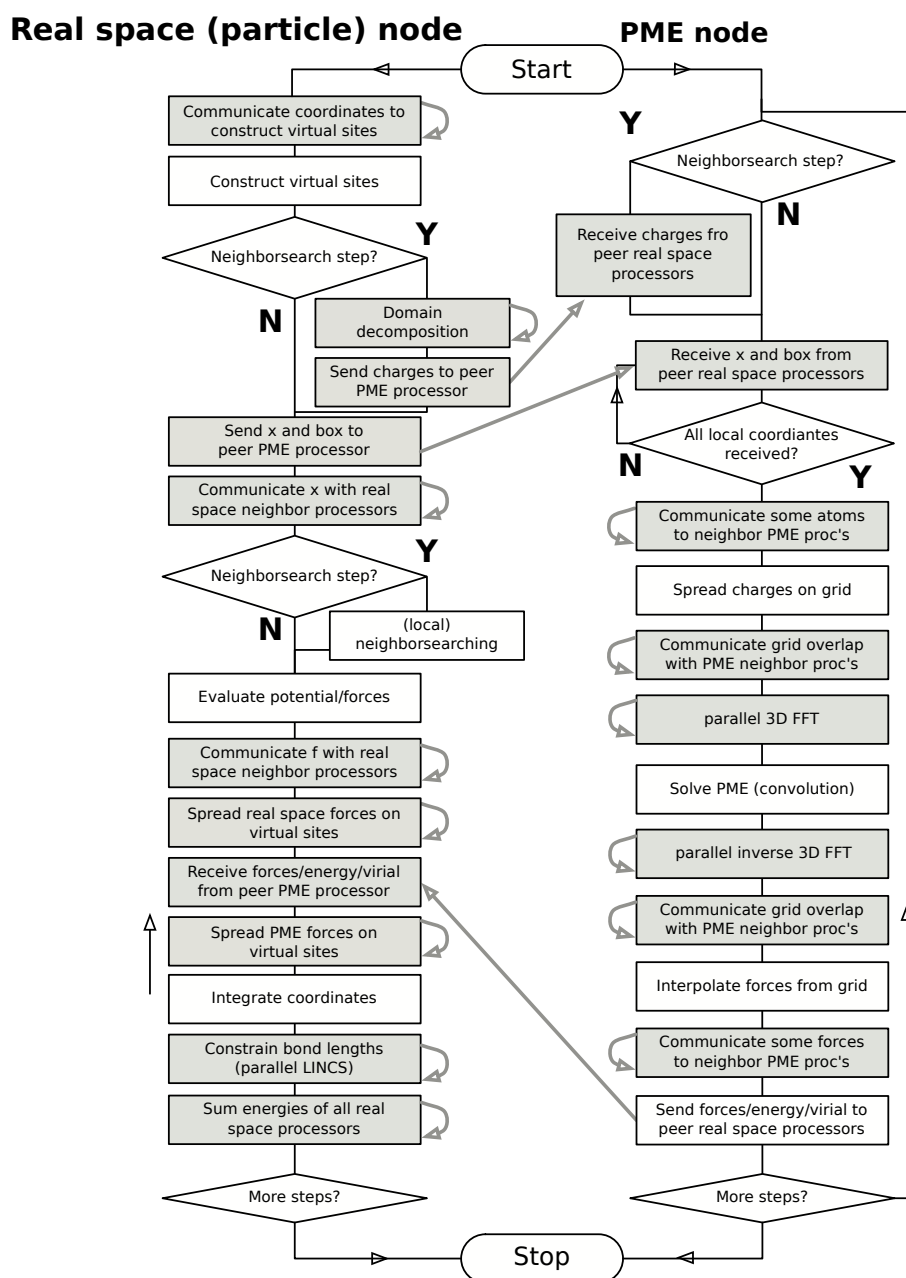 Real space (particle) node
PME node
Start
Communicate coordinates to
construct virtual sites
Construct virtual sites
Neighborsearch step?
Y
N
Domain
decomposition
Send charges to peer
PME processor
Send x and box to
peer PME processor
Communicate x with real
space neighbor processors
Neighborsearch step?
Y
N
(local)
neighborsearching
Evaluate potential/forces
Communicate f with real
space neighbor processors
Spread real space forces on
virtual sites
Receive forces/energy/virial
from peer PME processor
Spread PME forces on
virtual sites
Integrate coordinates
Constrain bond lengths
(parallel LINCS)
Sum energies of all real
space processors
More steps?
Y
Neighborsearch step?
N
Receive charges fro
peer real space
processors
Receive x and box from
peer real space processors
All local coordiantes
received?
N
Y
Communicate some atoms
to neighbor PME proc's
Spread charges on grid
Communicate grid overlap
with PME neighbor proc's
parallel 3D FFT
Solve PME (convolution)
parallel inverse 3D FFT
Communicate grid overlap
with PME neighbor proc's
Interpolate forces from grid
Communicate some forces
to neighbor PME proc's
Send forces/energy/virial to
peer real space processors
More steps?
Stop